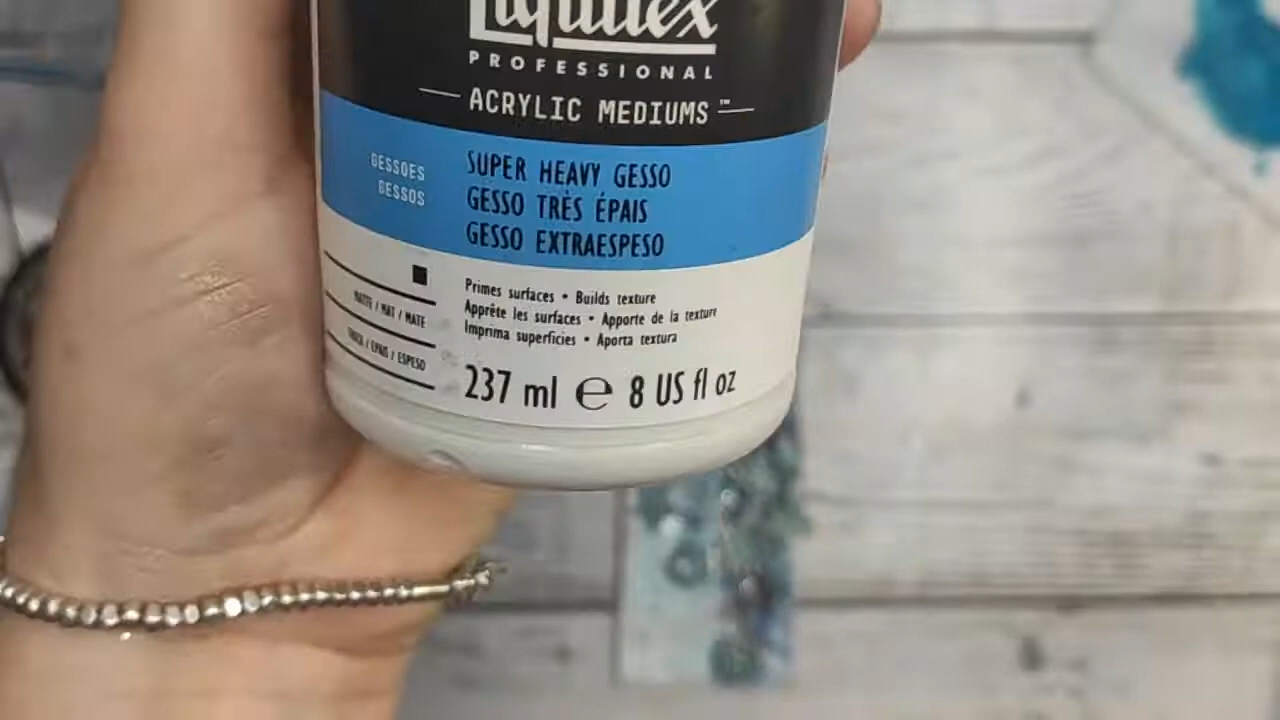 Liquitex
PROFESSIONAL
ACRYLIC MEDIUMS™
GESSOES
GESSOS
SUPER HEAVY GESSO
GESSO TRÈS ÉPAIS
GESSO EXTRAESPESO
MATTE / MAT / MATE
THICK / ÉPAIS / ESPESO
Primes surfaces • Builds texture
Apprête les surfaces • Apporte de la texture
Imprima superficies • Aporta textura
237 ml ℮ 8 US fl oz